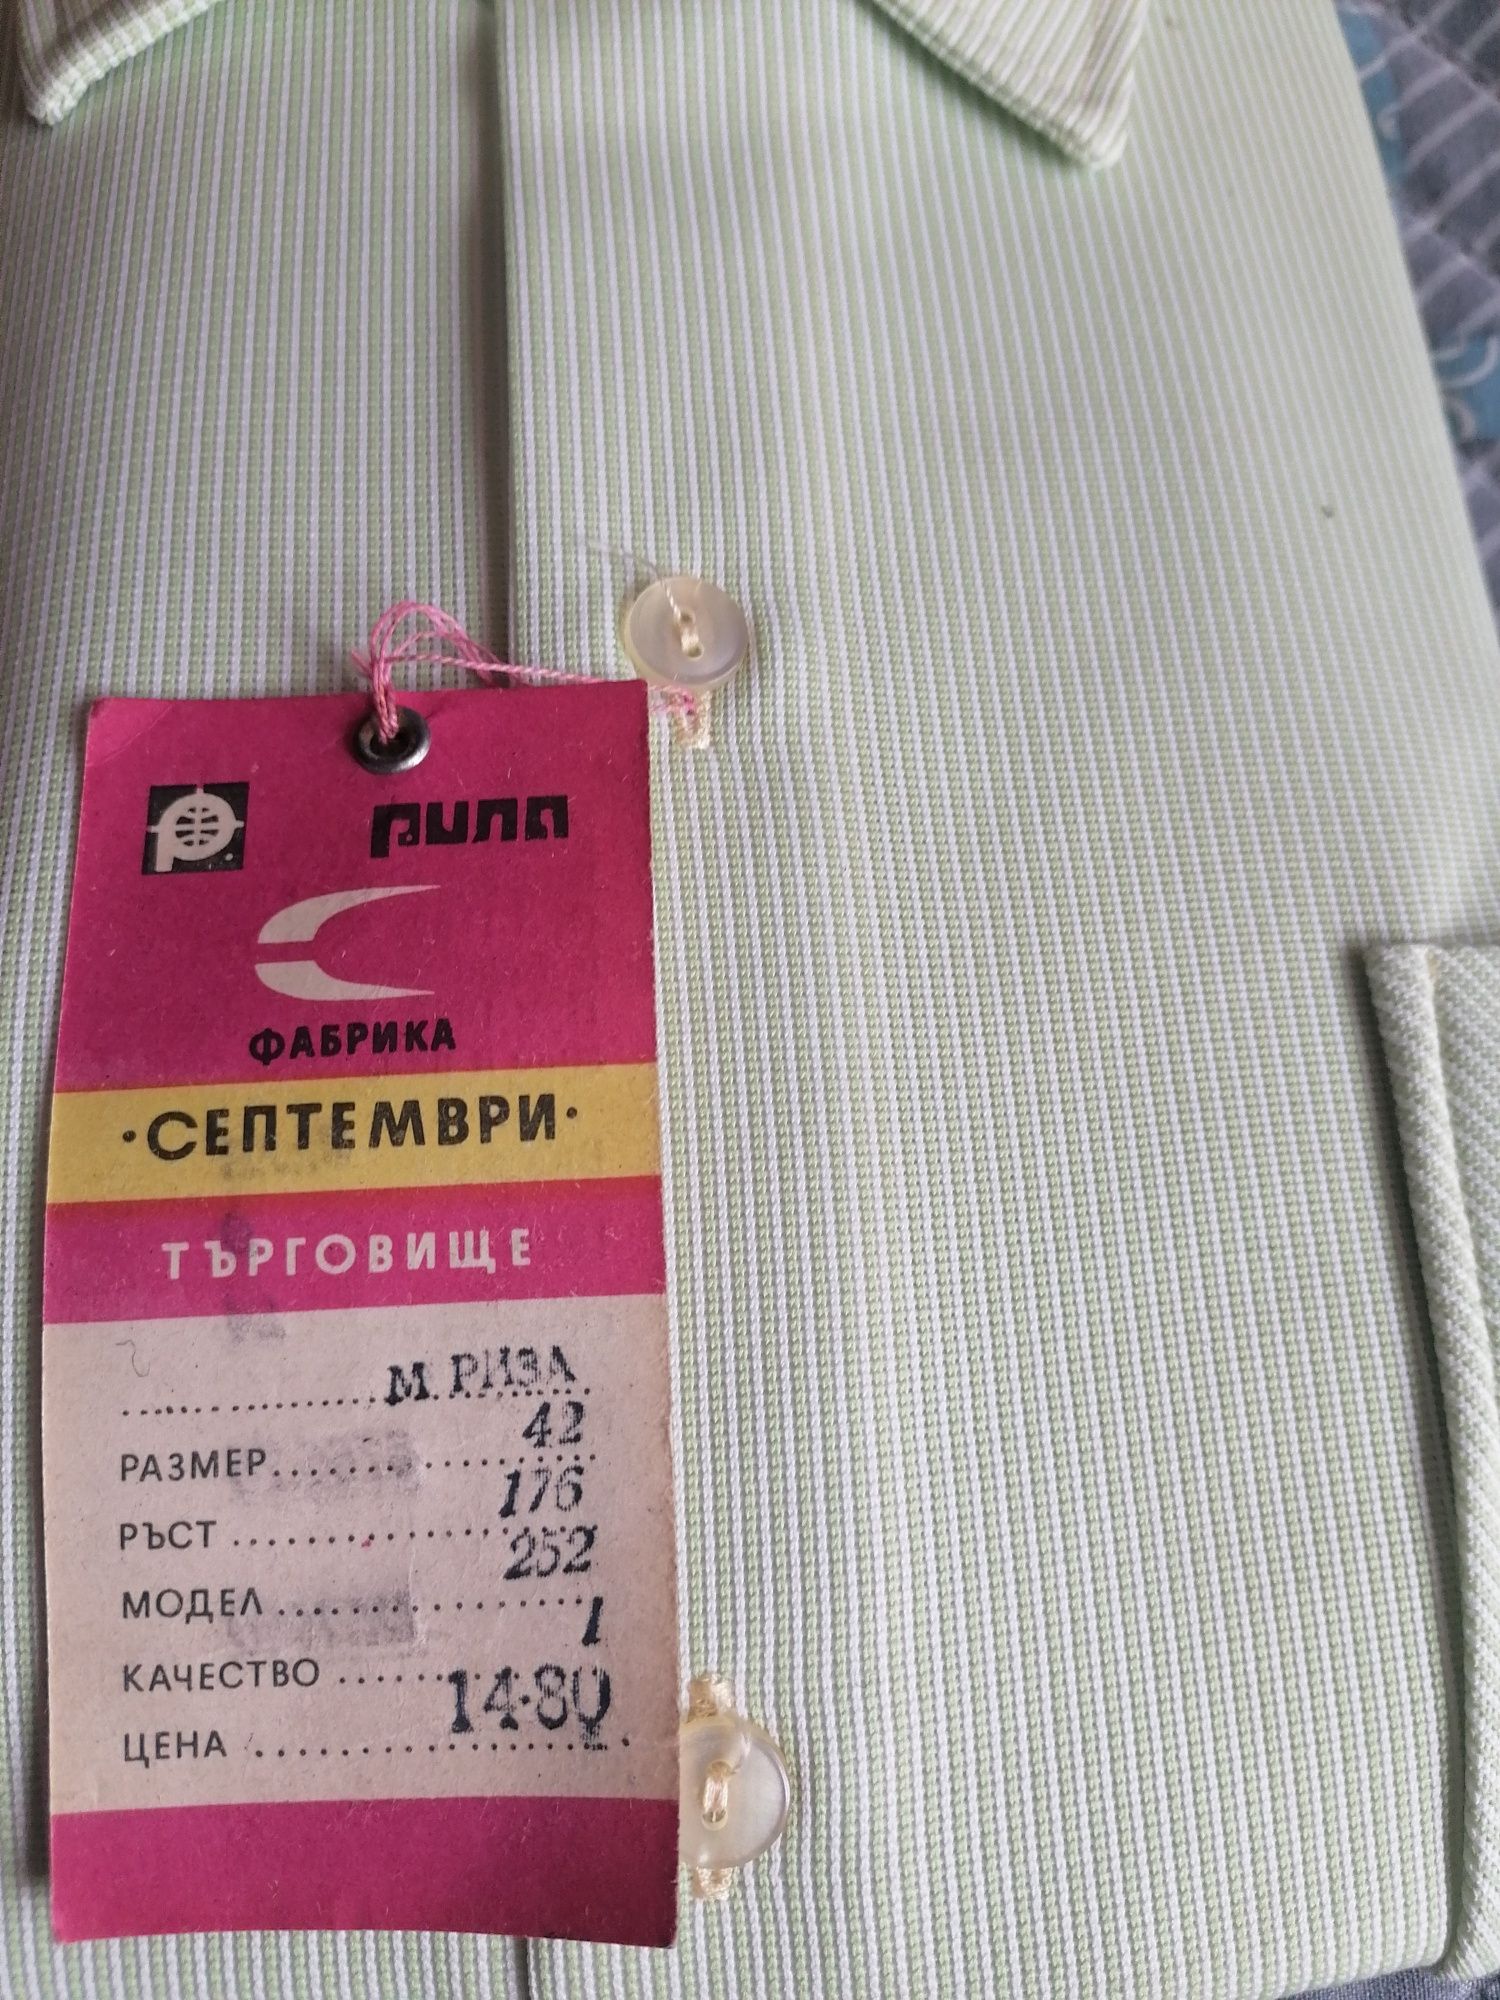 Рила
ФАБРИКА
·СЕПТЕМВРИ·
ТЪРГОВИЩЕ
М. РИЗА
РАЗМЕР 42
РЪСТ 176
МОДЕЛ 252
КАЧЕСТВО 1
ЦЕНА 14.80